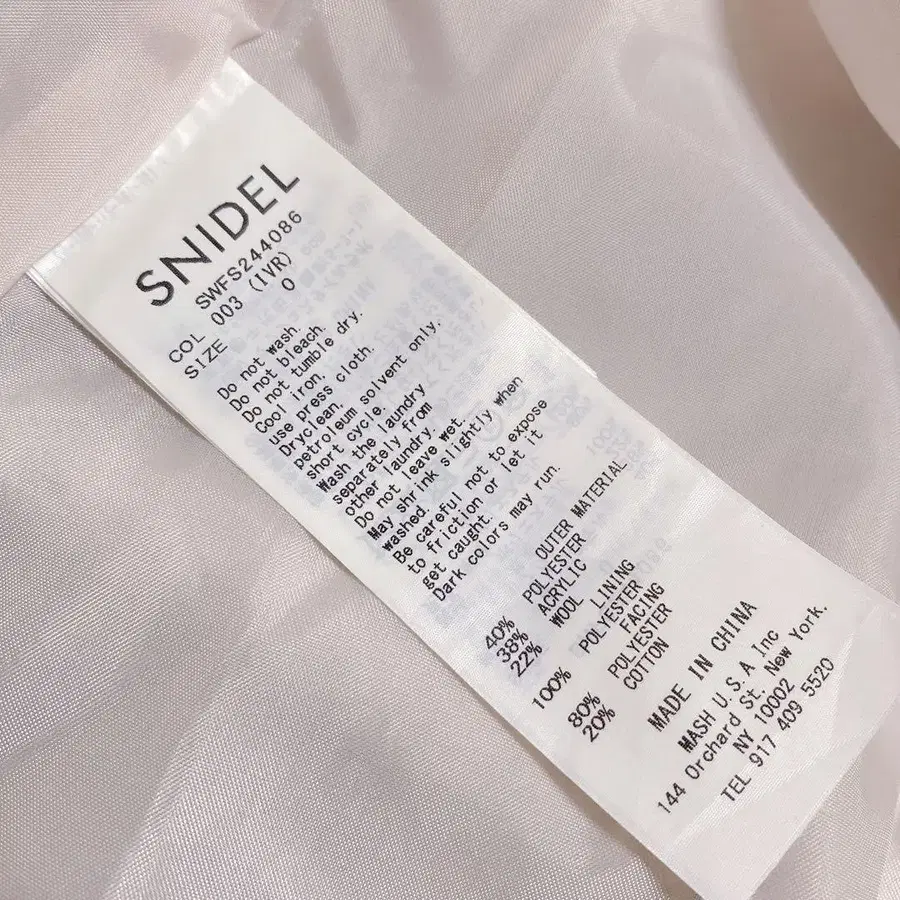 SNIDEL
SWFS244086
COL 003 (IVR)
SIZE 0
Do not wash.
Do not bleach.
Do not tumble dry.
Cool iron.
use press cloth.
Dryclean.
petroleum solvent only.
short cycle.
Wash the laundry
separately from
other laundry.
Do not leave wet.
May shrink slightly when
washed.
Be careful not to expose
to friction or let it
get caught.
Dark colors may run.
OUTER MATERIAL
40% POLYESTER
38% ACRYLIC
22% WOOL
LINING
100% POLYESTER
FACING
80% POLYESTER
20% COTTON
MADE IN CHINA
MASH U.S.A Inc
144 Orchard St. New York,
NY 10002
TEL 917 409 5520